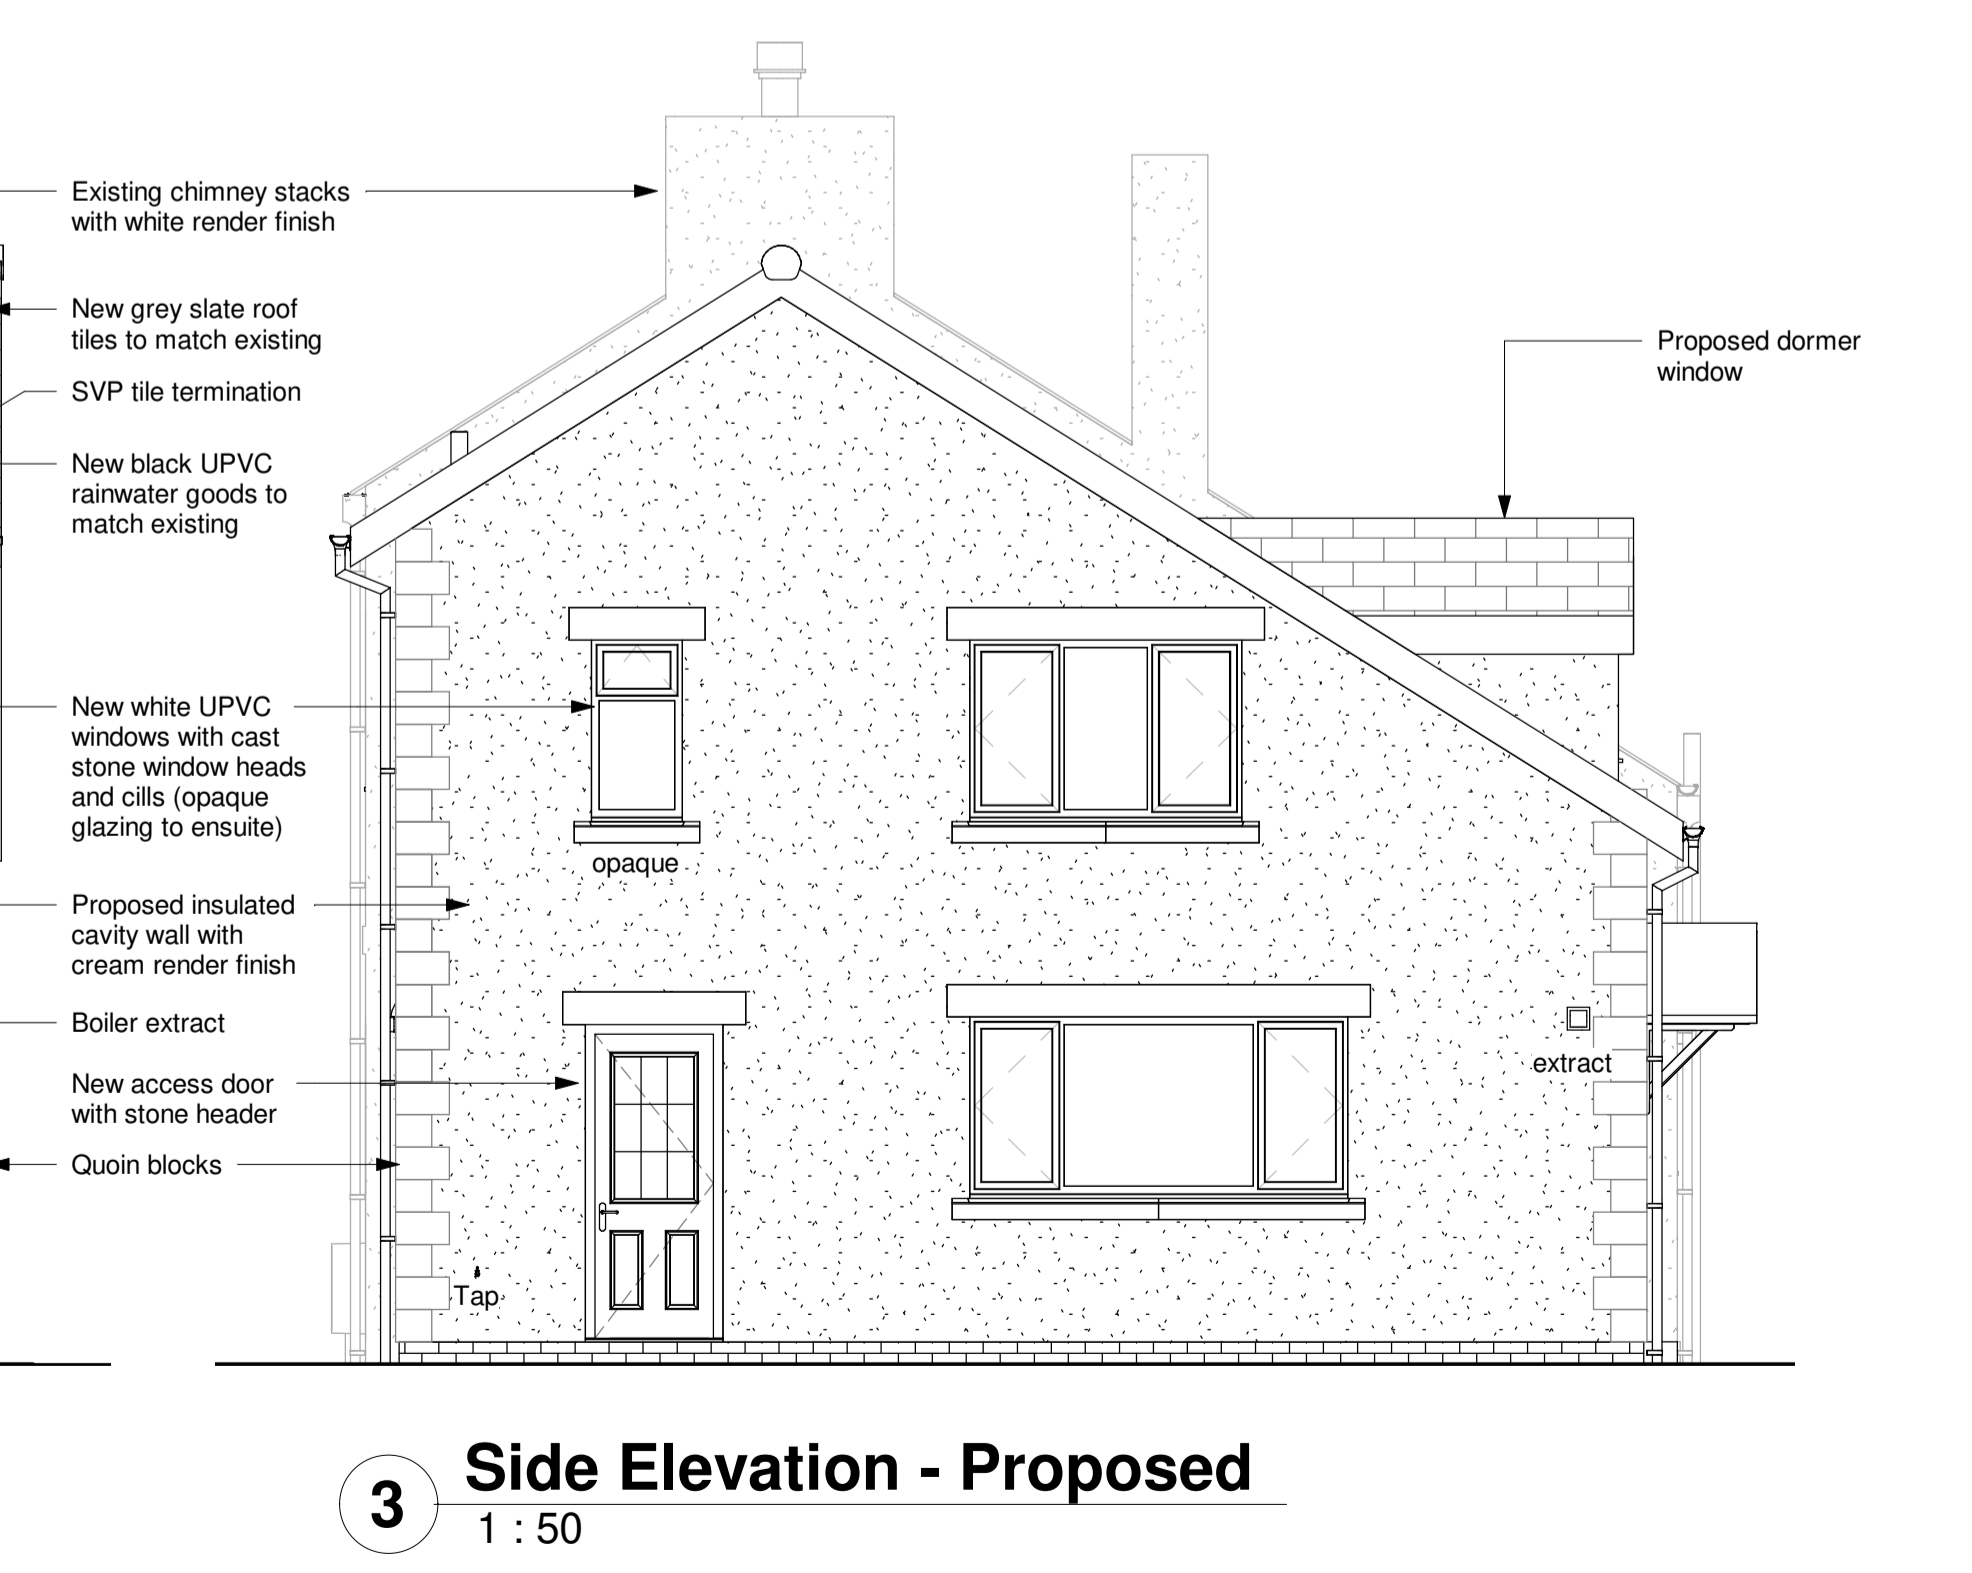 Existing chimney stacks
with white render finish
New grey slate roof
tiles to match existing
SVP tile termination
New black UPVC
rainwater goods to
match existing
Proposed dormer
window
New white UPVC
windows with cast
stone window heads
and cills (opaque
glazing to ensuite)
opaque
Proposed insulated
cavity wall with
cream render finish
Boiler extract
extract
New access door
with stone header
Quoin blocks
Tap
3
Side Elevation - Proposed
1 : 50